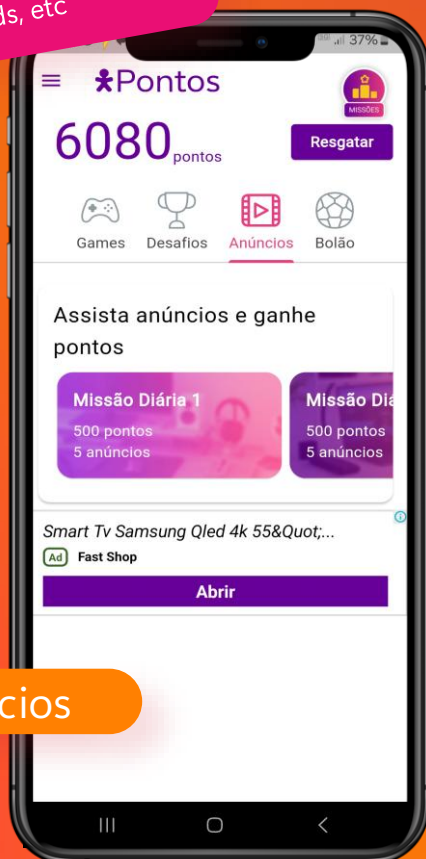 ds, etc
37%
Pontos
MISSÕES
6080 pontos
Resgatar
Games
Desafios
Anúncios
Bolão
Assista anúncios e ganhe
pontos
Missão Diária 1
500 pontos
5 anúncios
Missão Diá
500 pontos
5 anúncios
Smart Tv Samsung Qled 4k 55&Quot;...
Ad Fast Shop
Abrir
cios